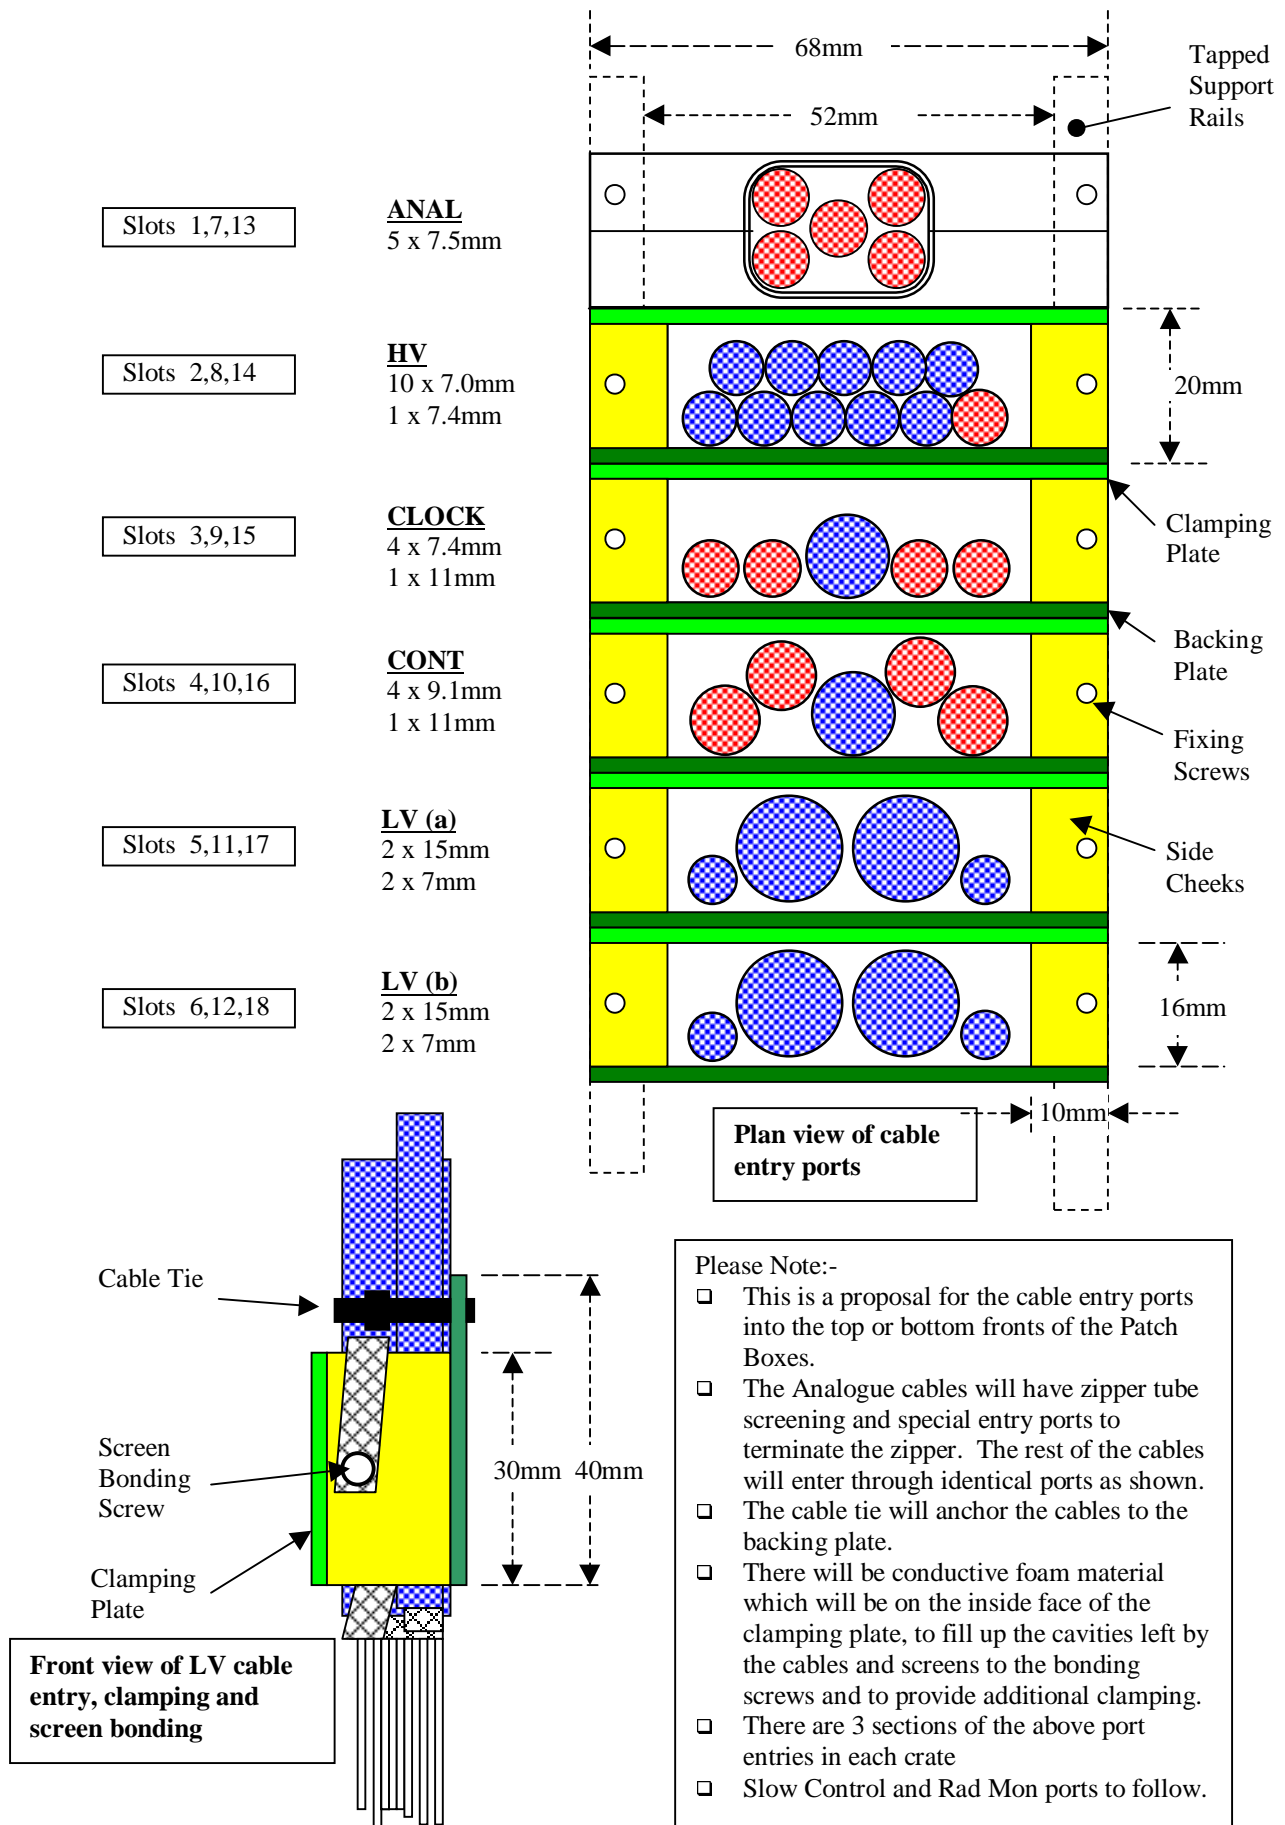 68mm
Tapped
Support
Rails
52mm
Slots 1,7,13
ANAL
5 x 7.5mm
Slots 2,8,14
HV
10 x 7.0mm
1 x 7.4mm
20mm
Slots 3,9,15
CLOCK
4 x 7.4mm
1 x 11mm
Clamping
Plate
Slots 4,10,16
CONT
4 x 9.1mm
1 x 11mm
Backing
Plate
Fixing
Screws
Slots 5,11,17
LV (a)
2 x 15mm
2 x 7mm
Side
Cheeks
Slots 6,12,18
LV (b)
2 x 15mm
2 x 7mm
16mm
10mm
Plan view of cable
entry ports
Cable Tie
Screen
Bonding
Screw
30mm 40mm
Clamping
Plate
Front view of LV cable
entry, clamping and
screen bonding
Please Note:-
❑ This is a proposal for the cable entry ports
into the top or bottom fronts of the Patch
Boxes.
❑ The Analogue cables will have zipper tube
screening and special entry ports to
terminate the zipper. The rest of the cables
will enter through identical ports as shown.
❑ The cable tie will anchor the cables to the
backing plate.
❑ There will be conductive foam material
which will be on the inside face of the
clamping plate, to fill up the cavities left by
the cables and screens to the bonding
screws and to provide additional clamping.
❑ There are 3 sections of the above port
entries in each crate
❑ Slow Control and Rad Mon ports to follow.